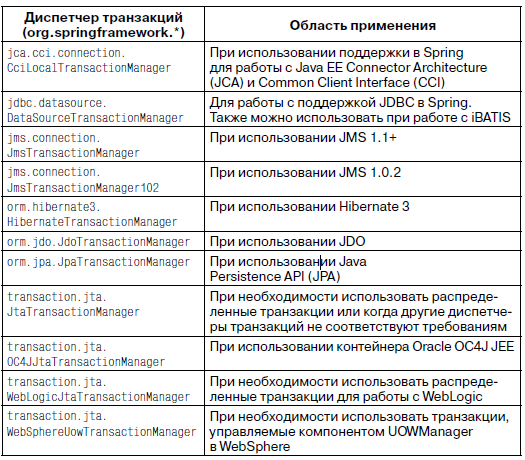 Диспетчер транзакций
(org.springframework.*)
Область применения
jca.cci.connection.
CciLocalTransactionManager
При использовании поддержки в Spring
для работы с Java EE Connector Architecture
(JCA) и Common Client Interface (CCI)
jdbc.datasource.
DataSourceTransactionManager
Для работы с поддержкой JDBC в Spring.
Также можно использовать при работе с iBATIS
jms.connection.
JmsTransactionManager
При использовании JMS 1.1+
jms.connection.
JmsTransactionManager102
При использовании JMS 1.0.2
orm.hibernate3.
HibernateTransactionManager
При использовании Hibernate 3
orm.jdo.JdoTransactionManager
При использовании JDO
orm.jpa.JpaTransactionManager
При использовании Java
Persistence API (JPA)
transaction.jta.
JtaTransactionManager
При необходимости использовать распреде-
ленные транзакции или когда другие диспетче-
ры транзакций не соответствуют требованиям
transaction.jta.
OC4JJtaTransactionManager
При использовании контейнера Oracle OC4J JEE
transaction.jta.
WebLogicJtaTransactionManager
При необходимости использовать распреде-
ленные транзакции для работы с WebLogic
transaction.jta.
WebSphereUowTransactionManager
При необходимости использовать транзакции,
управляемые компонентом UOWManager
в WebSphere